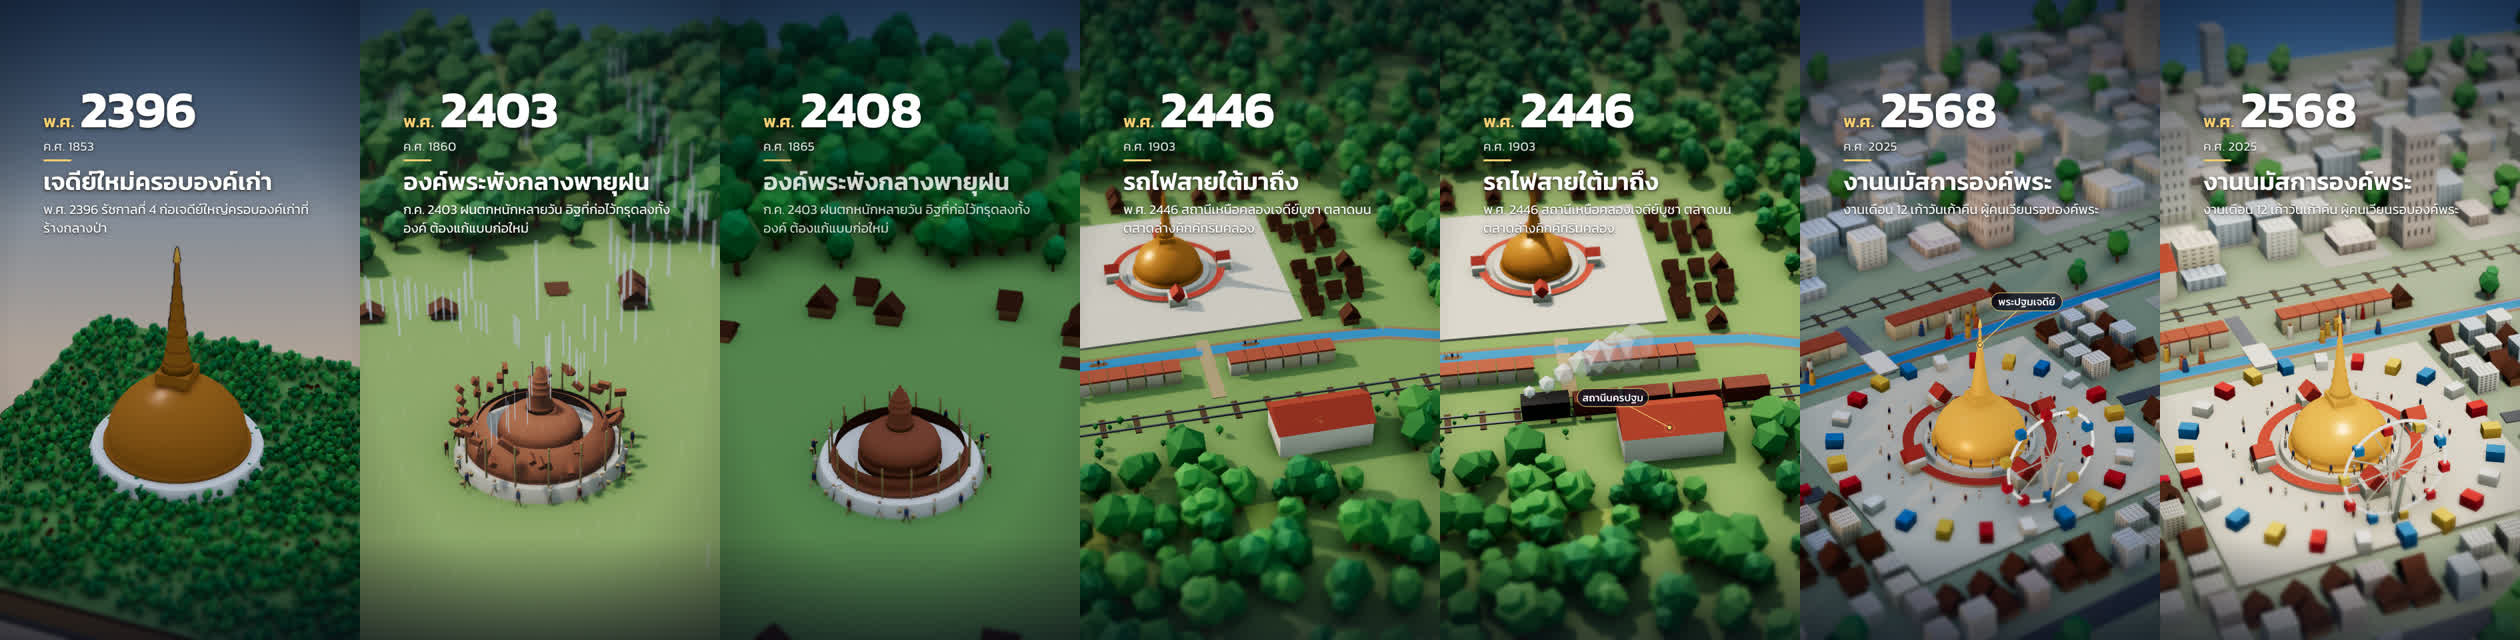 พ.ศ. 2396
ค.ศ. 1853
เจดีย์ใหม่ครอบองค์เก่า
พ.ศ. 2396 รัชกาลที่ 4 ก่อเจดีย์ใหญ่ครอบองค์เก่าที่
ร้างกลางป่า
พ.ศ. 2403
ค.ศ. 1860
องค์พระพังกลางพายุฝน
ก.ค. 2403 ฝนตกหนักหลายวัน อิฐที่ก่อไว้ทรุดลงทั้ง
องค์ ต้องแก้แบบก่อใหม่
พ.ศ. 2408
ค.ศ. 1865
องค์พระพังกลางพายุฝน
ก.ค. 2403 ฝนตกหนักหลายวัน อิฐที่ก่อไว้ทรุดลงทั้ง
องค์ ต้องแก้แบบก่อใหม่
พ.ศ. 2446
ค.ศ. 1903
รถไฟสายใต้มาถึง
พ.ศ. 2446 สถานีเหนือคลองเจดีย์บูชา ตลาดบน
ตลาดล่างคึกคักริมคลอง
พ.ศ. 2446
ค.ศ. 1903
รถไฟสายใต้มาถึง
พ.ศ. 2446 สถานีเหนือคลองเจดีย์บูชา ตลาดบน
ตลาดล่างคึกคักริมคลอง
สถานีนครปฐม
พ.ศ. 2568
ค.ศ. 2025
งานนมัสการองค์พระ
งานเดือน 12 เก้าวันเก้าคืน ผู้คนเวียนรอบองค์พระ
พระปฐมเจดีย์
พ.ศ. 2568
ค.ศ. 2025
งานนมัสการองค์พระ
งานเดือน 12 เก้าวันเก้าคืน ผู้คนเวียนรอบองค์พระ